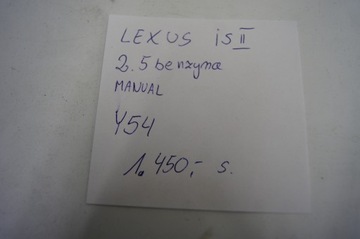 LEXUS is II
2.5 benzyna
MANUAL
Y54
1.450,- s.